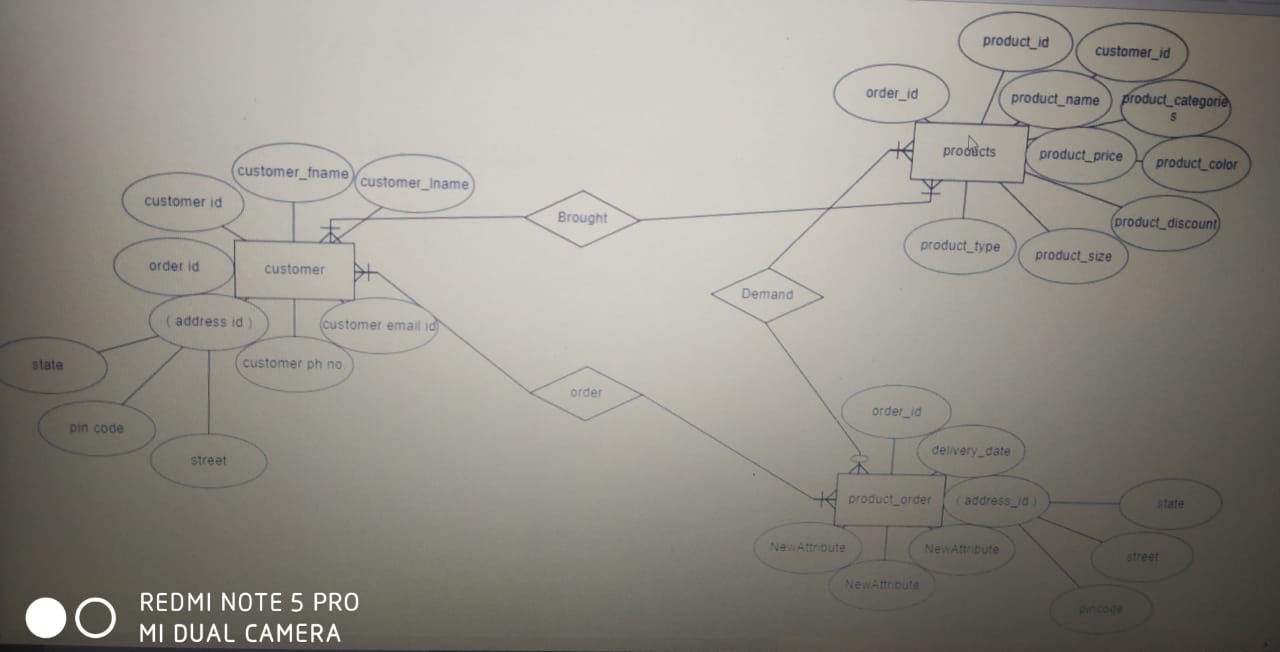 product_id
customer_id
order_id
product_name
product_categorie
s
products
product_price
product_color
customer_fname
customer_lname
customer id
Brought
product_discount
product_type
product_size
order id
customer
Demand
( address id )
customer email id
state
customer ph no.
order
pin code
order_id
street
delivery_date
product_order
( address_id )
state
NewAttribute
NewAttribute
street
NewAttribute
pincode
REDMI NOTE 5 PRO
MI DUAL CAMERA